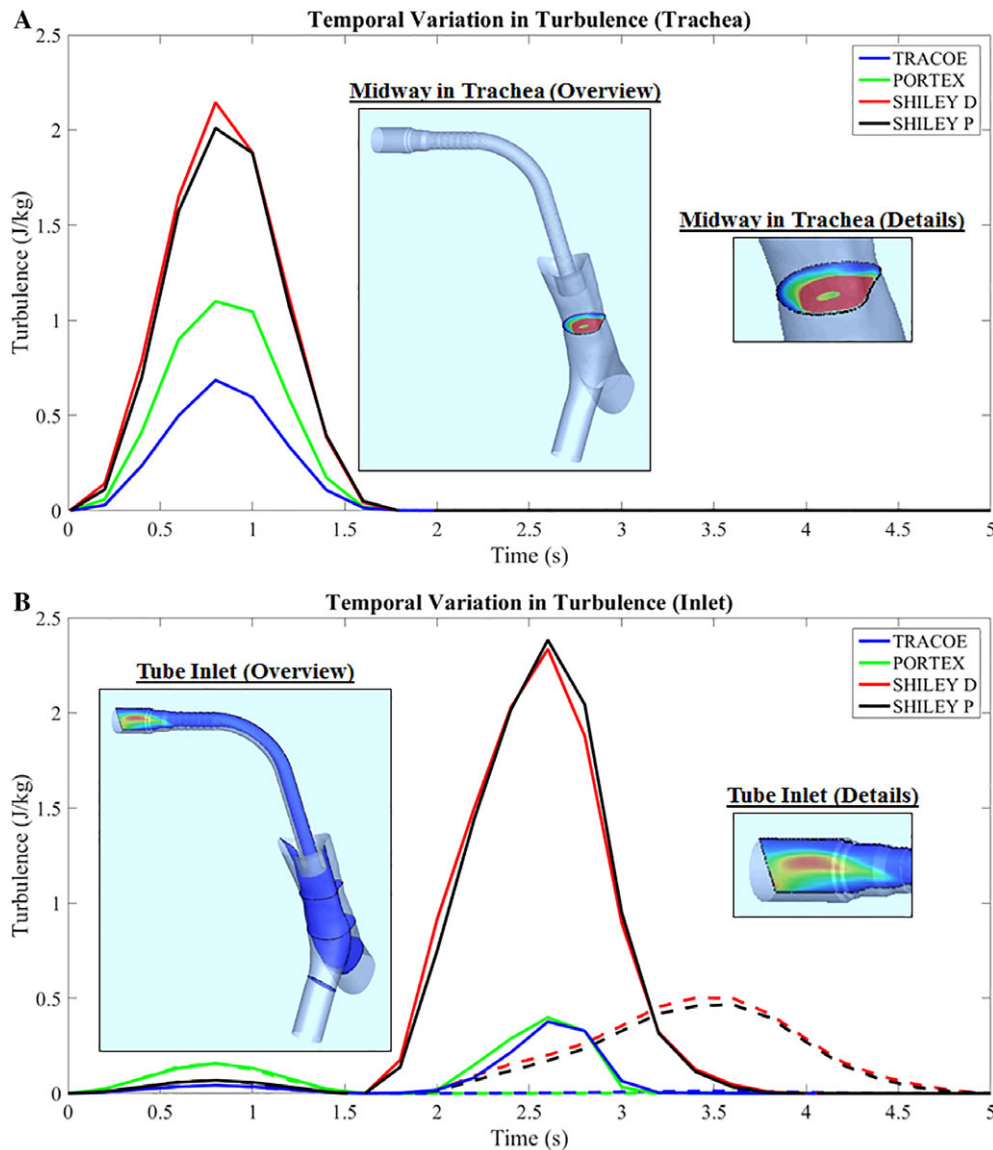 A
Temporal Variation in Turbulence (Trachea)
2.5
2
1.5
1
0.5
0
Turbulence (J/kg)
TRACOE
PORTEX
SHILEY D
SHILEY P
Midway in Trachea (Overview)
Midway in Trachea (Details)
0 0.5 1 1.5 2 2.5 3 3.5 4 4.5 5
Time (s)
B
Temporal Variation in Turbulence (Inlet)
2.5
2
1.5
1
0.5
0
Turbulence (J/kg)
TRACOE
PORTEX
SHILEY D
SHILEY P
Tube Inlet (Overview)
Tube Inlet (Details)
0 0.5 1 1.5 2 2.5 3 3.5 4 4.5 5
Time (s)